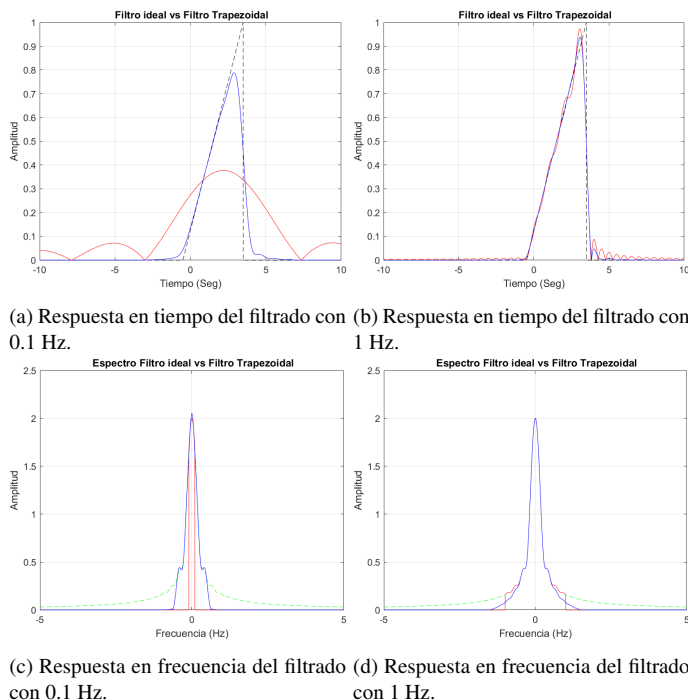 Filtro ideal vs Filtro Trapezoidal
1
0.9
0.8
0.7
0.6
0.5
0.4
0.3
0.2
0.1
0
Amplitud
-10
-5
0
5
10
Tiempo (Seg)
Filtro ideal vs Filtro Trapezoidal
1
0.9
0.8
0.7
0.6
0.5
0.4
0.3
0.2
0.1
0
Amplitud
-10
-5
0
5
10
Tiempo (Seg)
(a) Respuesta en tiempo del filtrado con
0.1 Hz.
(b) Respuesta en tiempo del filtrado con
1 Hz.
Espectro Filtro ideal vs Filtro Trapezoidal
2.5
2
1.5
1
0.5
0
Amplitud
-5
0
5
Frecuencia (Hz)
Espectro Filtro ideal vs Filtro Trapezoidal
2.5
2
1.5
1
0.5
0
Amplitud
-5
0
5
Frecuencia (Hz)
(c) Respuesta en frecuencia del filtrado
con 0.1 Hz.
(d) Respuesta en frecuencia del filtrado
con 1 Hz.